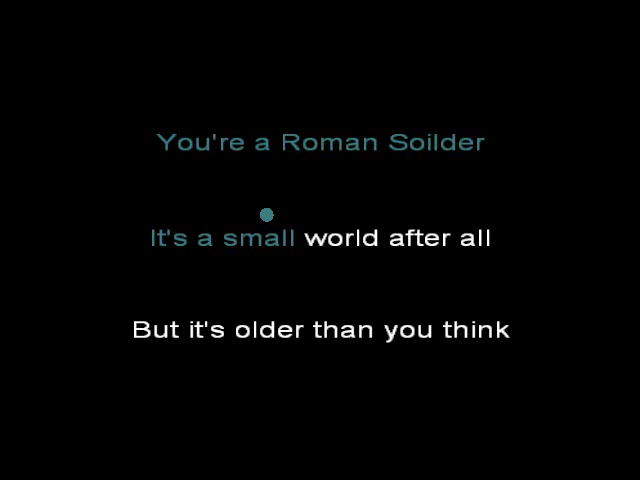 You're a Roman Soilder
It's a small world after all
But it's older than you think